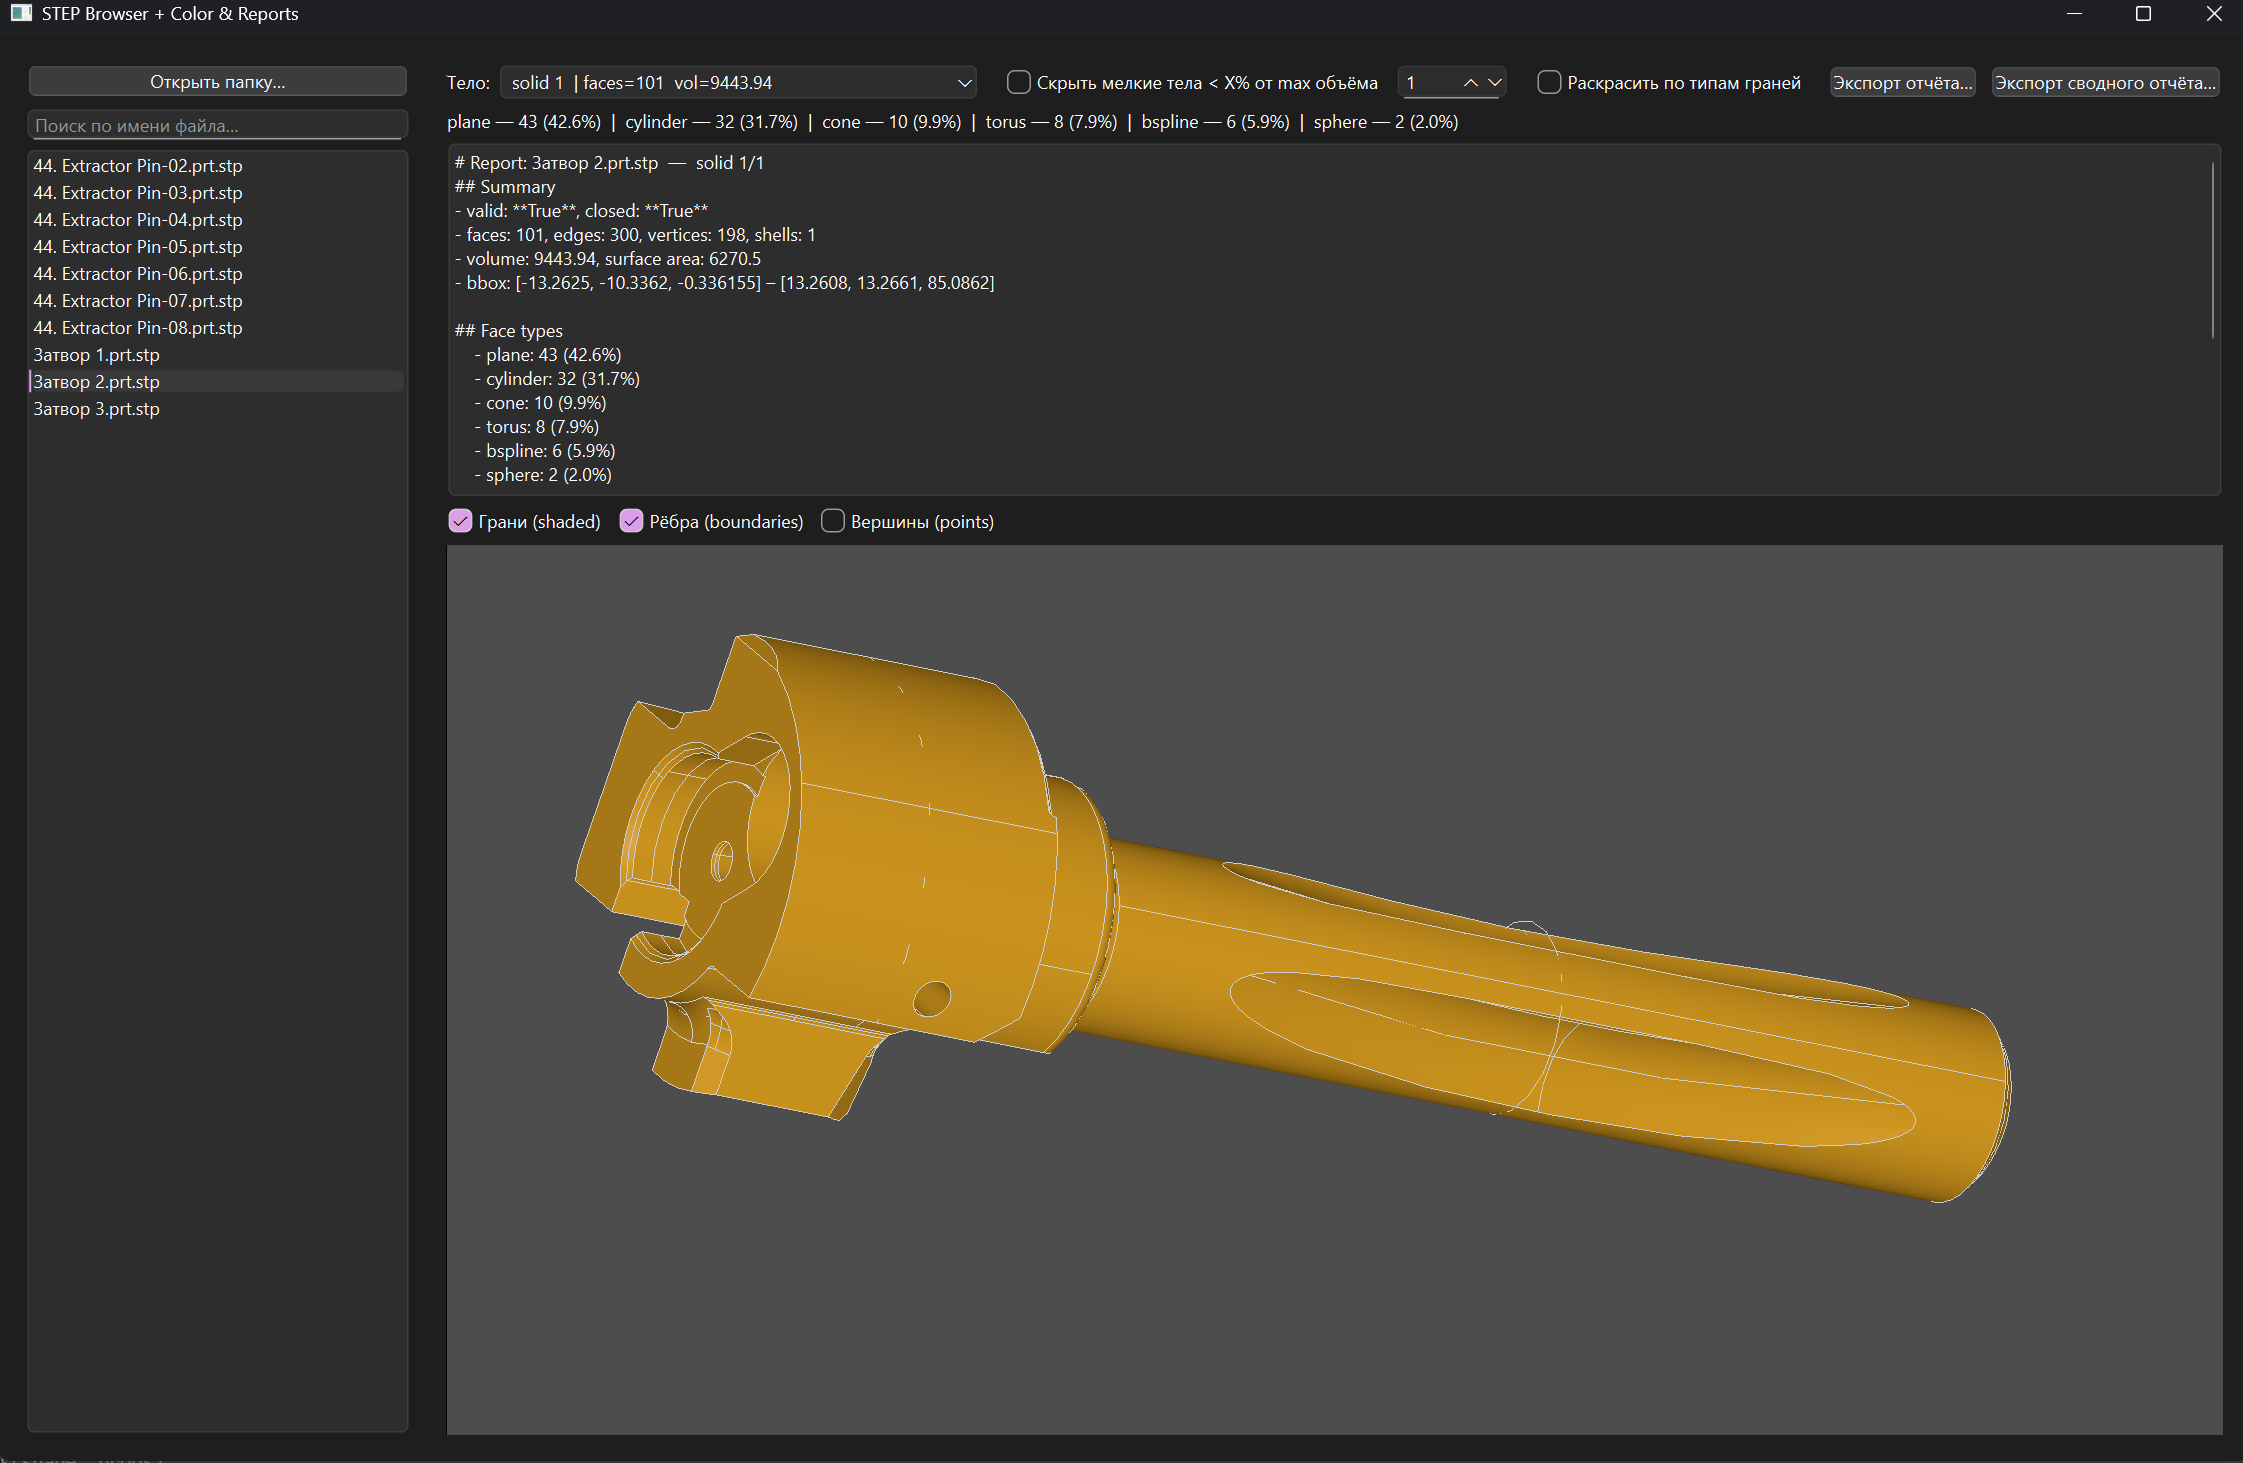 STEP Browser + Color & Reports
Открыть папку...
Поиск по имени файла...
44. Extractor Pin-02.prt.stp
44. Extractor Pin-03.prt.stp
44. Extractor Pin-04.prt.stp
44. Extractor Pin-05.prt.stp
44. Extractor Pin-06.prt.stp
44. Extractor Pin-07.prt.stp
44. Extractor Pin-08.prt.stp
Затвор 1.prt.stp
Затвор 2.prt.stp
Затвор 3.prt.stp
Тело: solid 1 | faces=101 vol=9443.94 Скрыть мелкие тела < X% от max объёма 1 Раскрасить по типам граней Экспорт отчёта... Экспорт сводного отчёта...
plane — 43 (42.6%) | cylinder — 32 (31.7%) | cone — 10 (9.9%) | torus — 8 (7.9%) | bspline — 6 (5.9%) | sphere — 2 (2.0%)
# Report: Затвор 2.prt.stp — solid 1/1
## Summary
- valid: **True**, closed: **True**
- faces: 101, edges: 300, vertices: 198, shells: 1
- volume: 9443.94, surface area: 6270.5
- bbox: [-13.2625, -10.3362, -0.336155] – [13.2608, 13.2661, 85.0862]
## Face types
- plane: 43 (42.6%)
- cylinder: 32 (31.7%)
- cone: 10 (9.9%)
- torus: 8 (7.9%)
- bspline: 6 (5.9%)
- sphere: 2 (2.0%)
Грани (shaded) Рёбра (boundaries) Вершины (points)